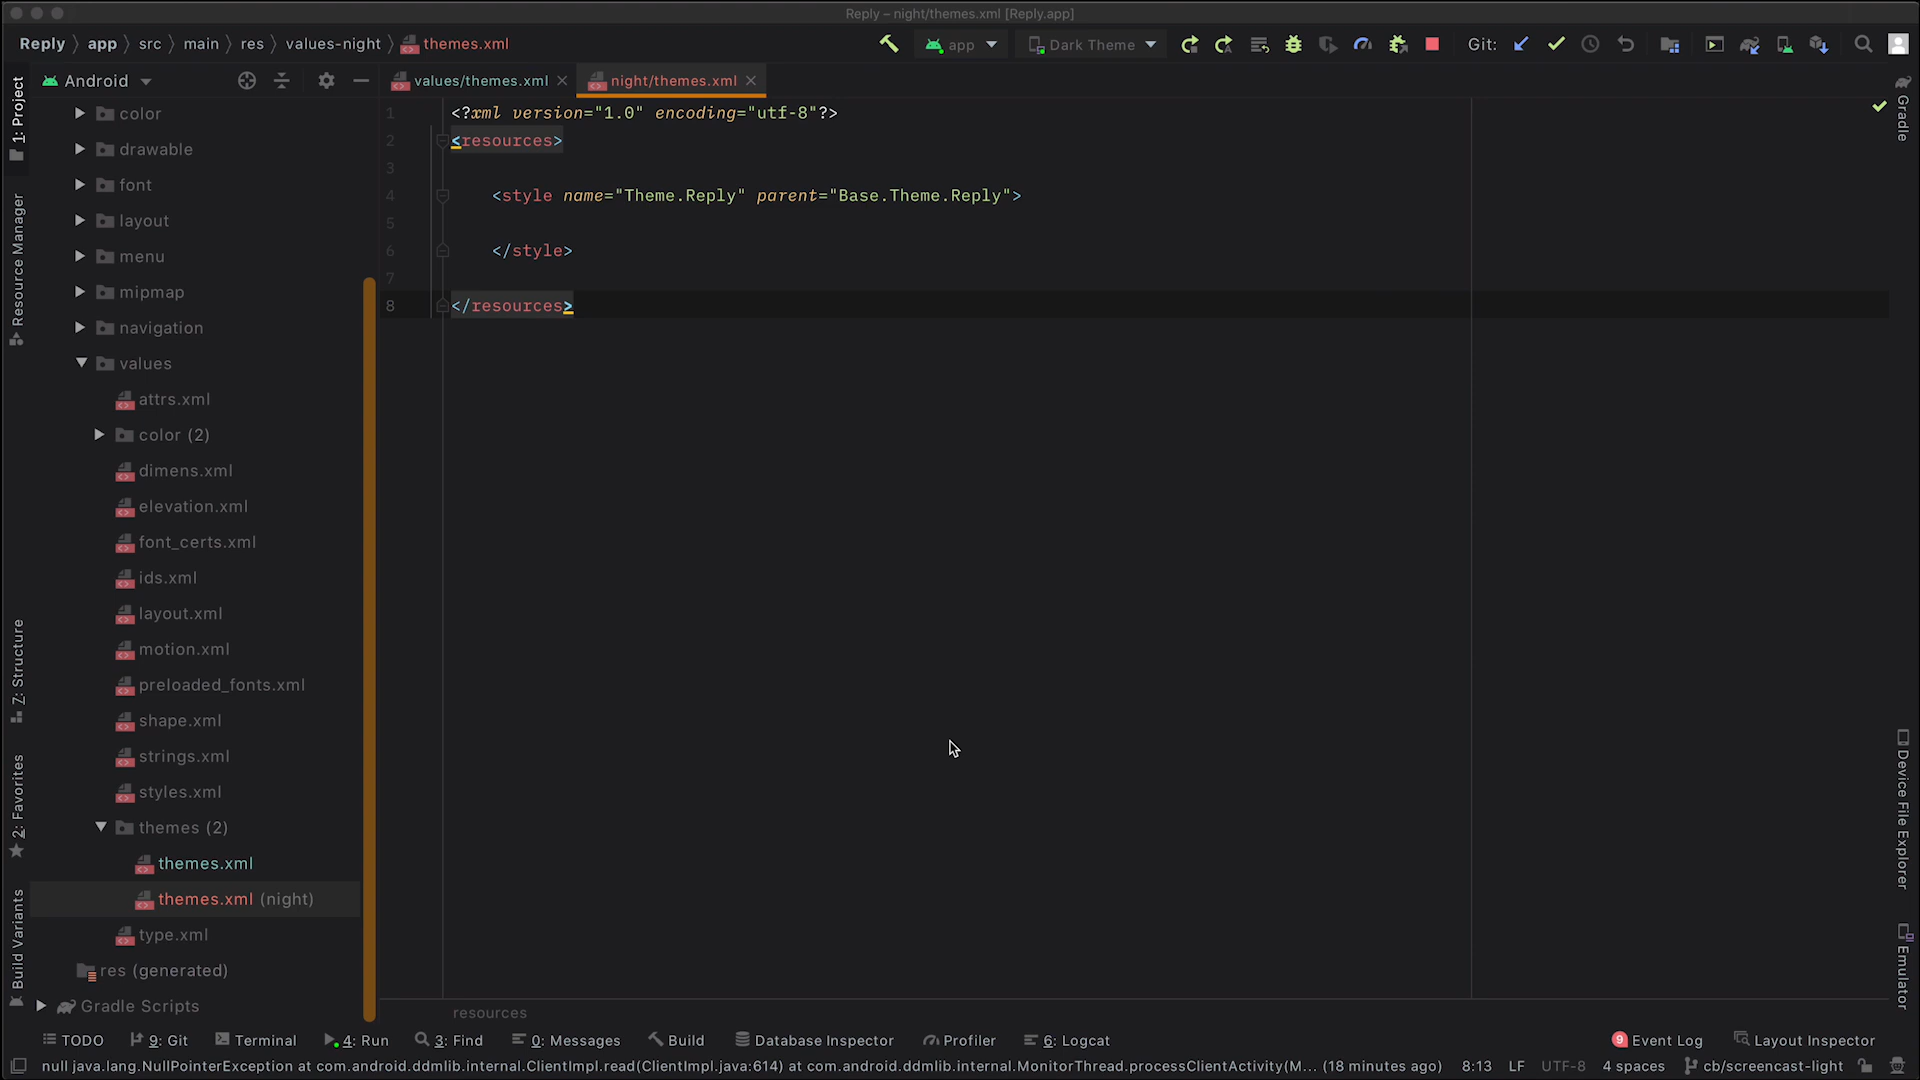 Reply – night/themes.xml [Reply.app]
Reply app src main res values-night themes.xml
app Dark Theme Git:
Android
values/themes.xml night/themes.xml
1: Project
Resource Manager
Z: Structure
2: Favorites
Build Variants
color
drawable
font
layout
menu
mipmap
navigation
values
attrs.xml
color (2)
dimens.xml
elevation.xml
font_certs.xml
ids.xml
layout.xml
motion.xml
preloaded_fonts.xml
shape.xml
strings.xml
styles.xml
themes (2)
themes.xml
themes.xml (night)
type.xml
res (generated)
Gradle Scripts
1 <?xml version="1.0" encoding="utf-8"?>
2 <resources>
3
4 <style name="Theme.Reply" parent="Base.Theme.Reply">
5
6 </style>
7
8 </resources>
resources
Gradle
Device File Explorer
Emulator
TODO 9: Git Terminal 4: Run 3: Find 0: Messages Build Database Inspector Profiler 6: Logcat 9 Event Log Layout Inspector
null java.lang.NullPointerException at com.android.ddmlib.internal.ClientImpl.read(ClientImpl.java:614) at com.android.ddmlib.internal.MonitorThread.processClientActivity(M... (18 minutes ago) 8:13 LF UTF-8 4 spaces cb/screencast-light